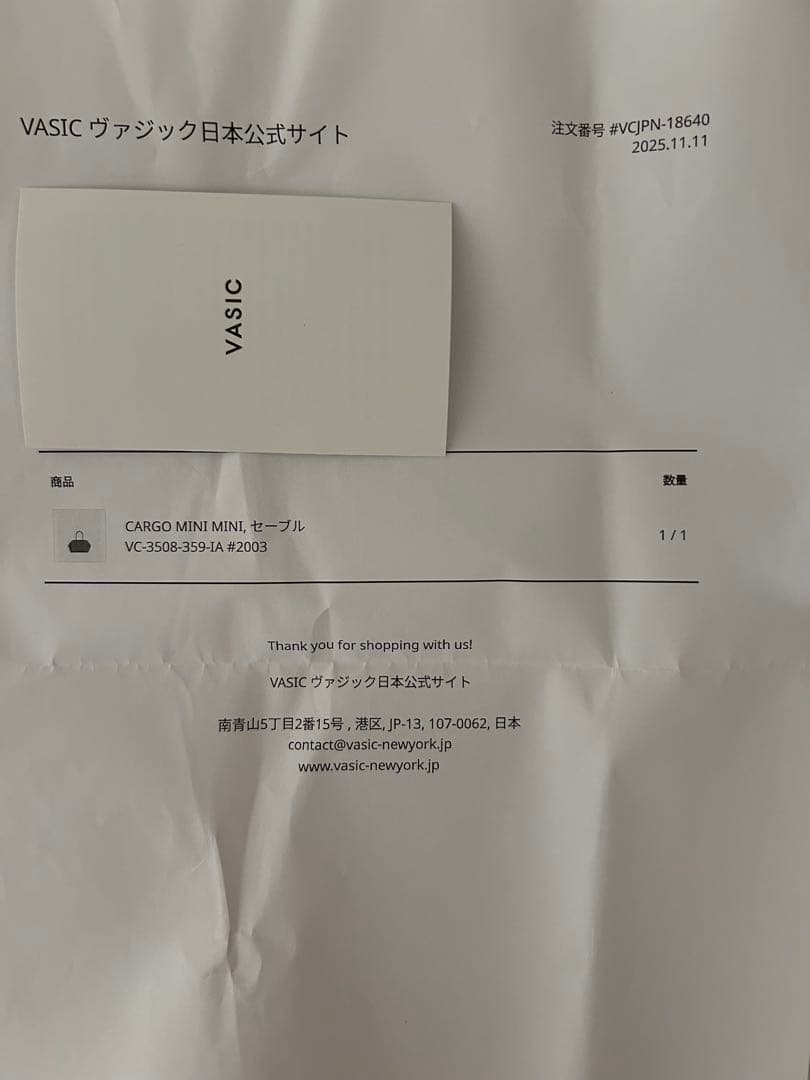 VASIC ヴァジック日本公式サイト
注文番号 #VCJPN-18640
2025.11.11
VASIC
商品
数量
CARGO MINI MINI, セーブル
VC-3508-359-IA #2003
1 / 1
Thank you for shopping with us!
VASIC ヴァジック日本公式サイト
南青山5丁目2番15号 , 港区, JP-13, 107-0062, 日本
contact@vasic-newyork.jp
www.vasic-newyork.jp